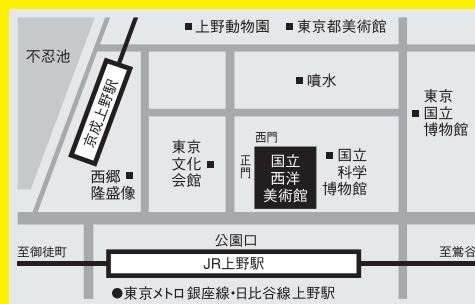 ■上野動物園 ■東京都美術館
不忍池
京成上野駅
■噴水
東京
■国立
博物館
西郷■
隆盛像
東京
文化■
会館
西門
正門
国立
西洋
美術館
■国立
科学
博物館
公園口
至御徒町
JR上野駅
至鶯谷
●東京メトロ銀座線・日比谷線上野駅